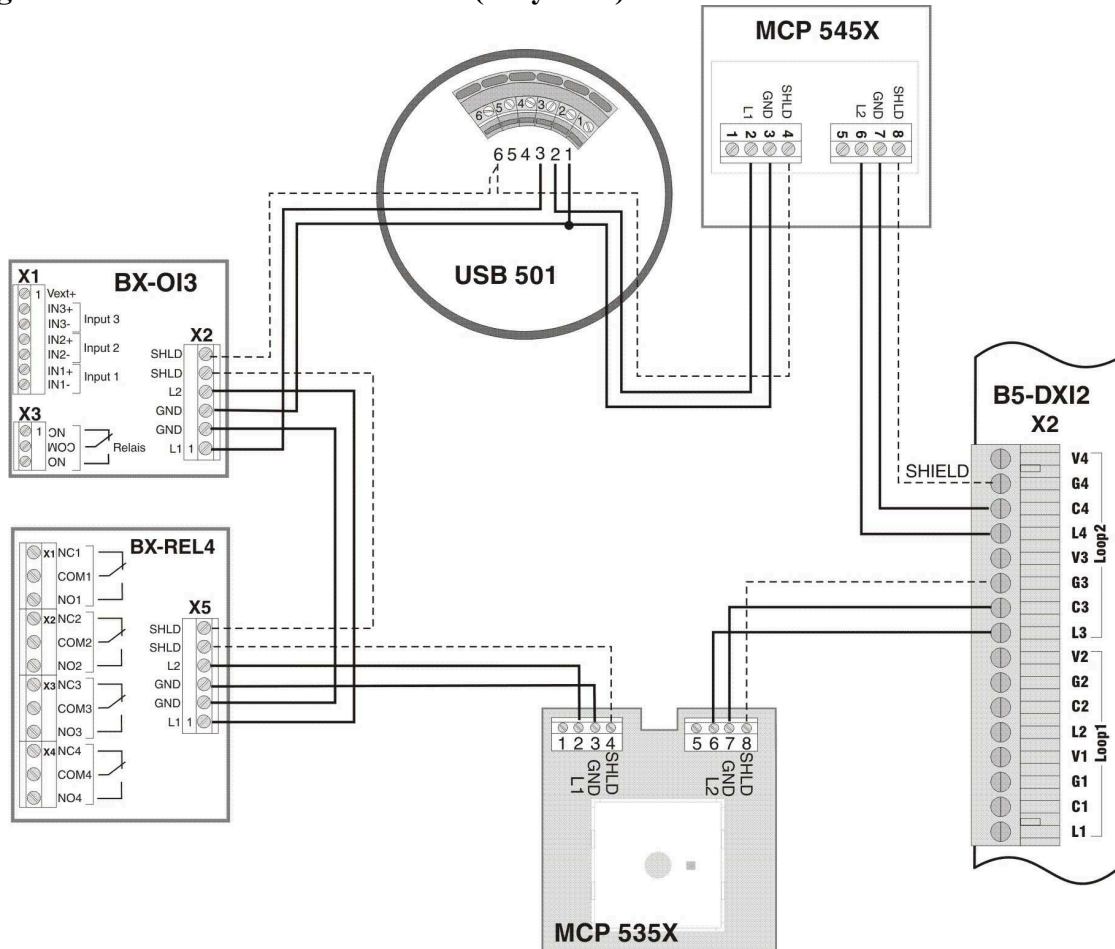 MCP 545X
L1
GND
SHLD
1 2 3 4
L2
GND
SHLD
5 6 7 8
6 5 4 3 2 1
6 5 4 3 2 1
USB 501
BX-OI3
X1
1 Vext+
IN3+
IN3-
Input 3
IN2+
IN2-
Input 2
IN1+
IN1-
Input 1
X3
1 NC
COM
NO
Relais
X2
SHLD
SHLD
L2
GND
GND
L1 1
BX-REL4
X1 NC1
COM1
NO1
X2 NC2
COM2
NO2
X3 NC3
COM3
NO3
X4 NC4
COM4
NO4
X5
SHLD
SHLD
L2
GND
GND
L1 1
B5-DXI2
X2
SHIELD
V4
G4
C4
L4
V3
G3
C3
L3
Loop2
V2
G2
C2
L2
V1
G1
C1
L1
Loop1
1 2 3 4
L1
GND
SHLD
5 6 7 8
L2
GND
SHLD
MCP 535X